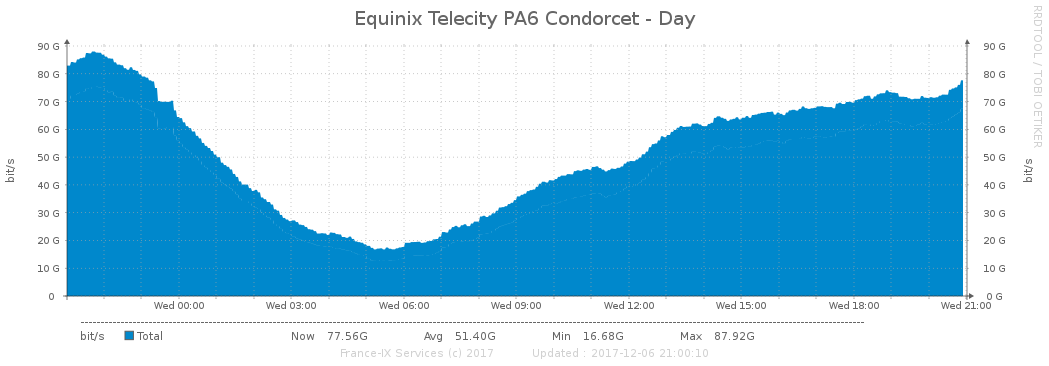 Equinix Telecity PA6 Condorcet - Day
RRDTOOL / TOBI OETIKER
bit/s
90 G 90 G
80 G 80 G
70 G 70 G
60 G 60 G
50 G 50 G
40 G 40 G
30 G 30 G
20 G 20 G
10 G 10 G
0 0 G
bit/s
Wed 00:00 Wed 03:00 Wed 06:00 Wed 09:00 Wed 12:00 Wed 15:00 Wed 18:00 Wed 21:00
bit/s Total Now 77.56G Avg 51.40G Min 16.68G Max 87.92G
France-IX Services (c) 2017 Updated : 2017-12-06 21:00:10